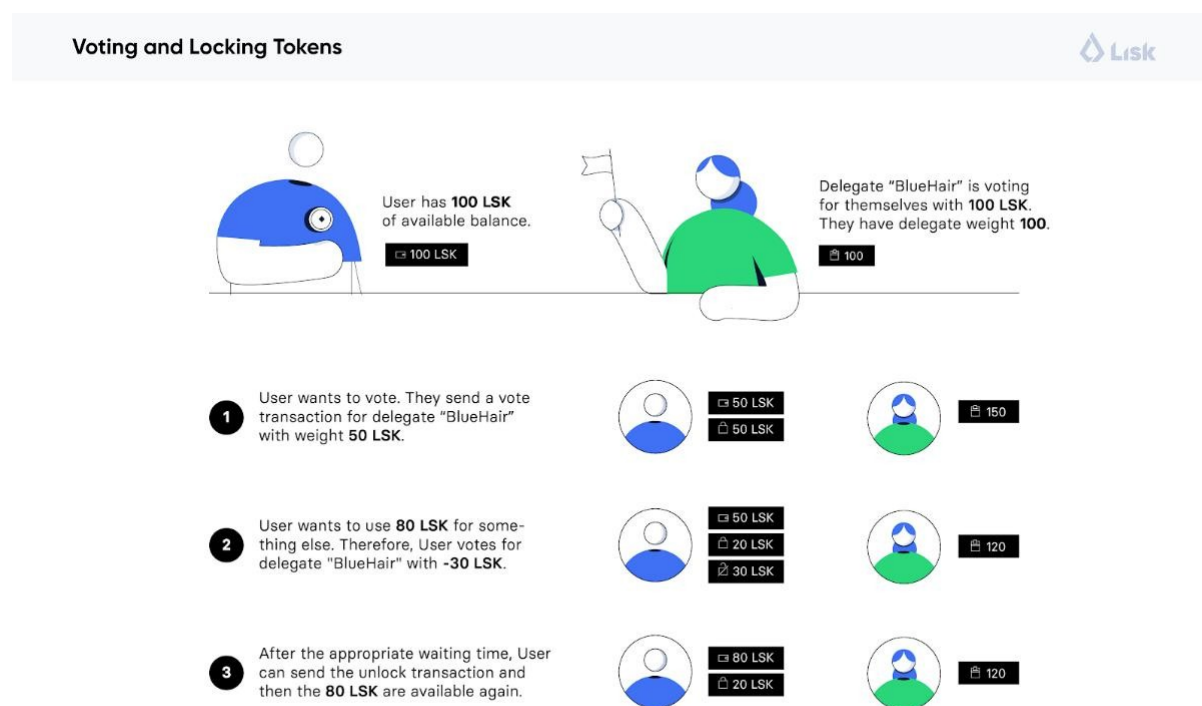 Voting and Locking Tokens
Lisk
User has 100 LSK
of available balance.
100 LSK
Delegate “BlueHair” is voting
for themselves with 100 LSK.
They have delegate weight 100.
100
1
User wants to vote. They send a vote
transaction for delegate “BlueHair”
with weight 50 LSK.
50 LSK
50 LSK
150
2
User wants to use 80 LSK for some-
thing else. Therefore, User votes for
delegate "BlueHair" with -30 LSK.
50 LSK
20 LSK
30 LSK
120
3
After the appropriate waiting time, User
can send the unlock transaction and
then the 80 LSK are available again.
80 LSK
20 LSK
120